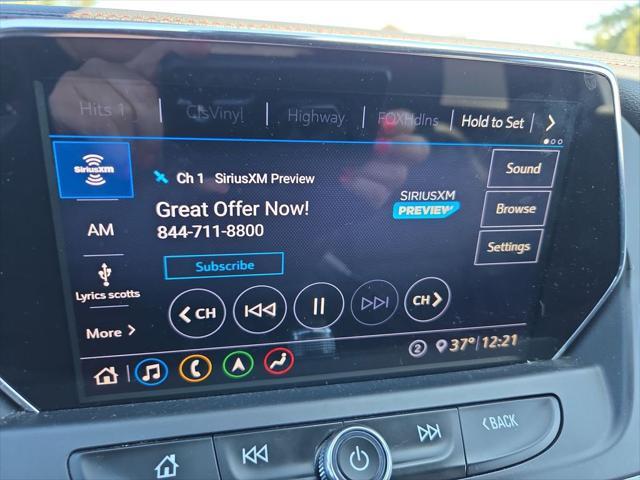 Hits 1 ClsVinyl Highway FOXHdlns Hold to Set
SiriusXM
Ch 1 SiriusXM Preview
Great Offer Now!
844-711-8800
SIRIUSXM
PREVIEW
Sound
Browse
Settings
AM
Subscribe
Lyrics scotts
CH CH
More
2 37° 12:21
BACK